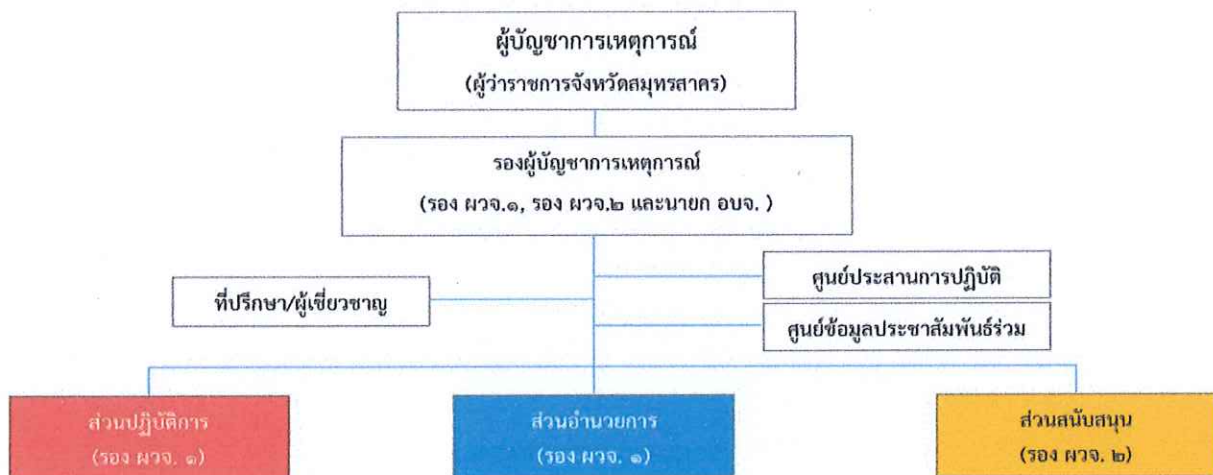 ผู้บัญชาการเหตุการณ์
(ผู้ว่าราชการจังหวัดสมุทรสาคร)
รองผู้บัญชาการเหตุการณ์
(รอง ผวจ.๑, รอง ผวจ.๒ และนายก อบจ. )
ศูนย์ประสานการปฏิบัติ
ที่ปรึกษา/ผู้เชี่ยวชาญ
ศูนย์ข้อมูลประชาสัมพันธ์ร่วม
ส่วนปฏิบัติการ
(รอง ผวจ. ๑)
ส่วนอำนวยการ
(รอง ผวจ. ๑)
ส่วนสนับสนุน
(รอง ผวจ. ๒)